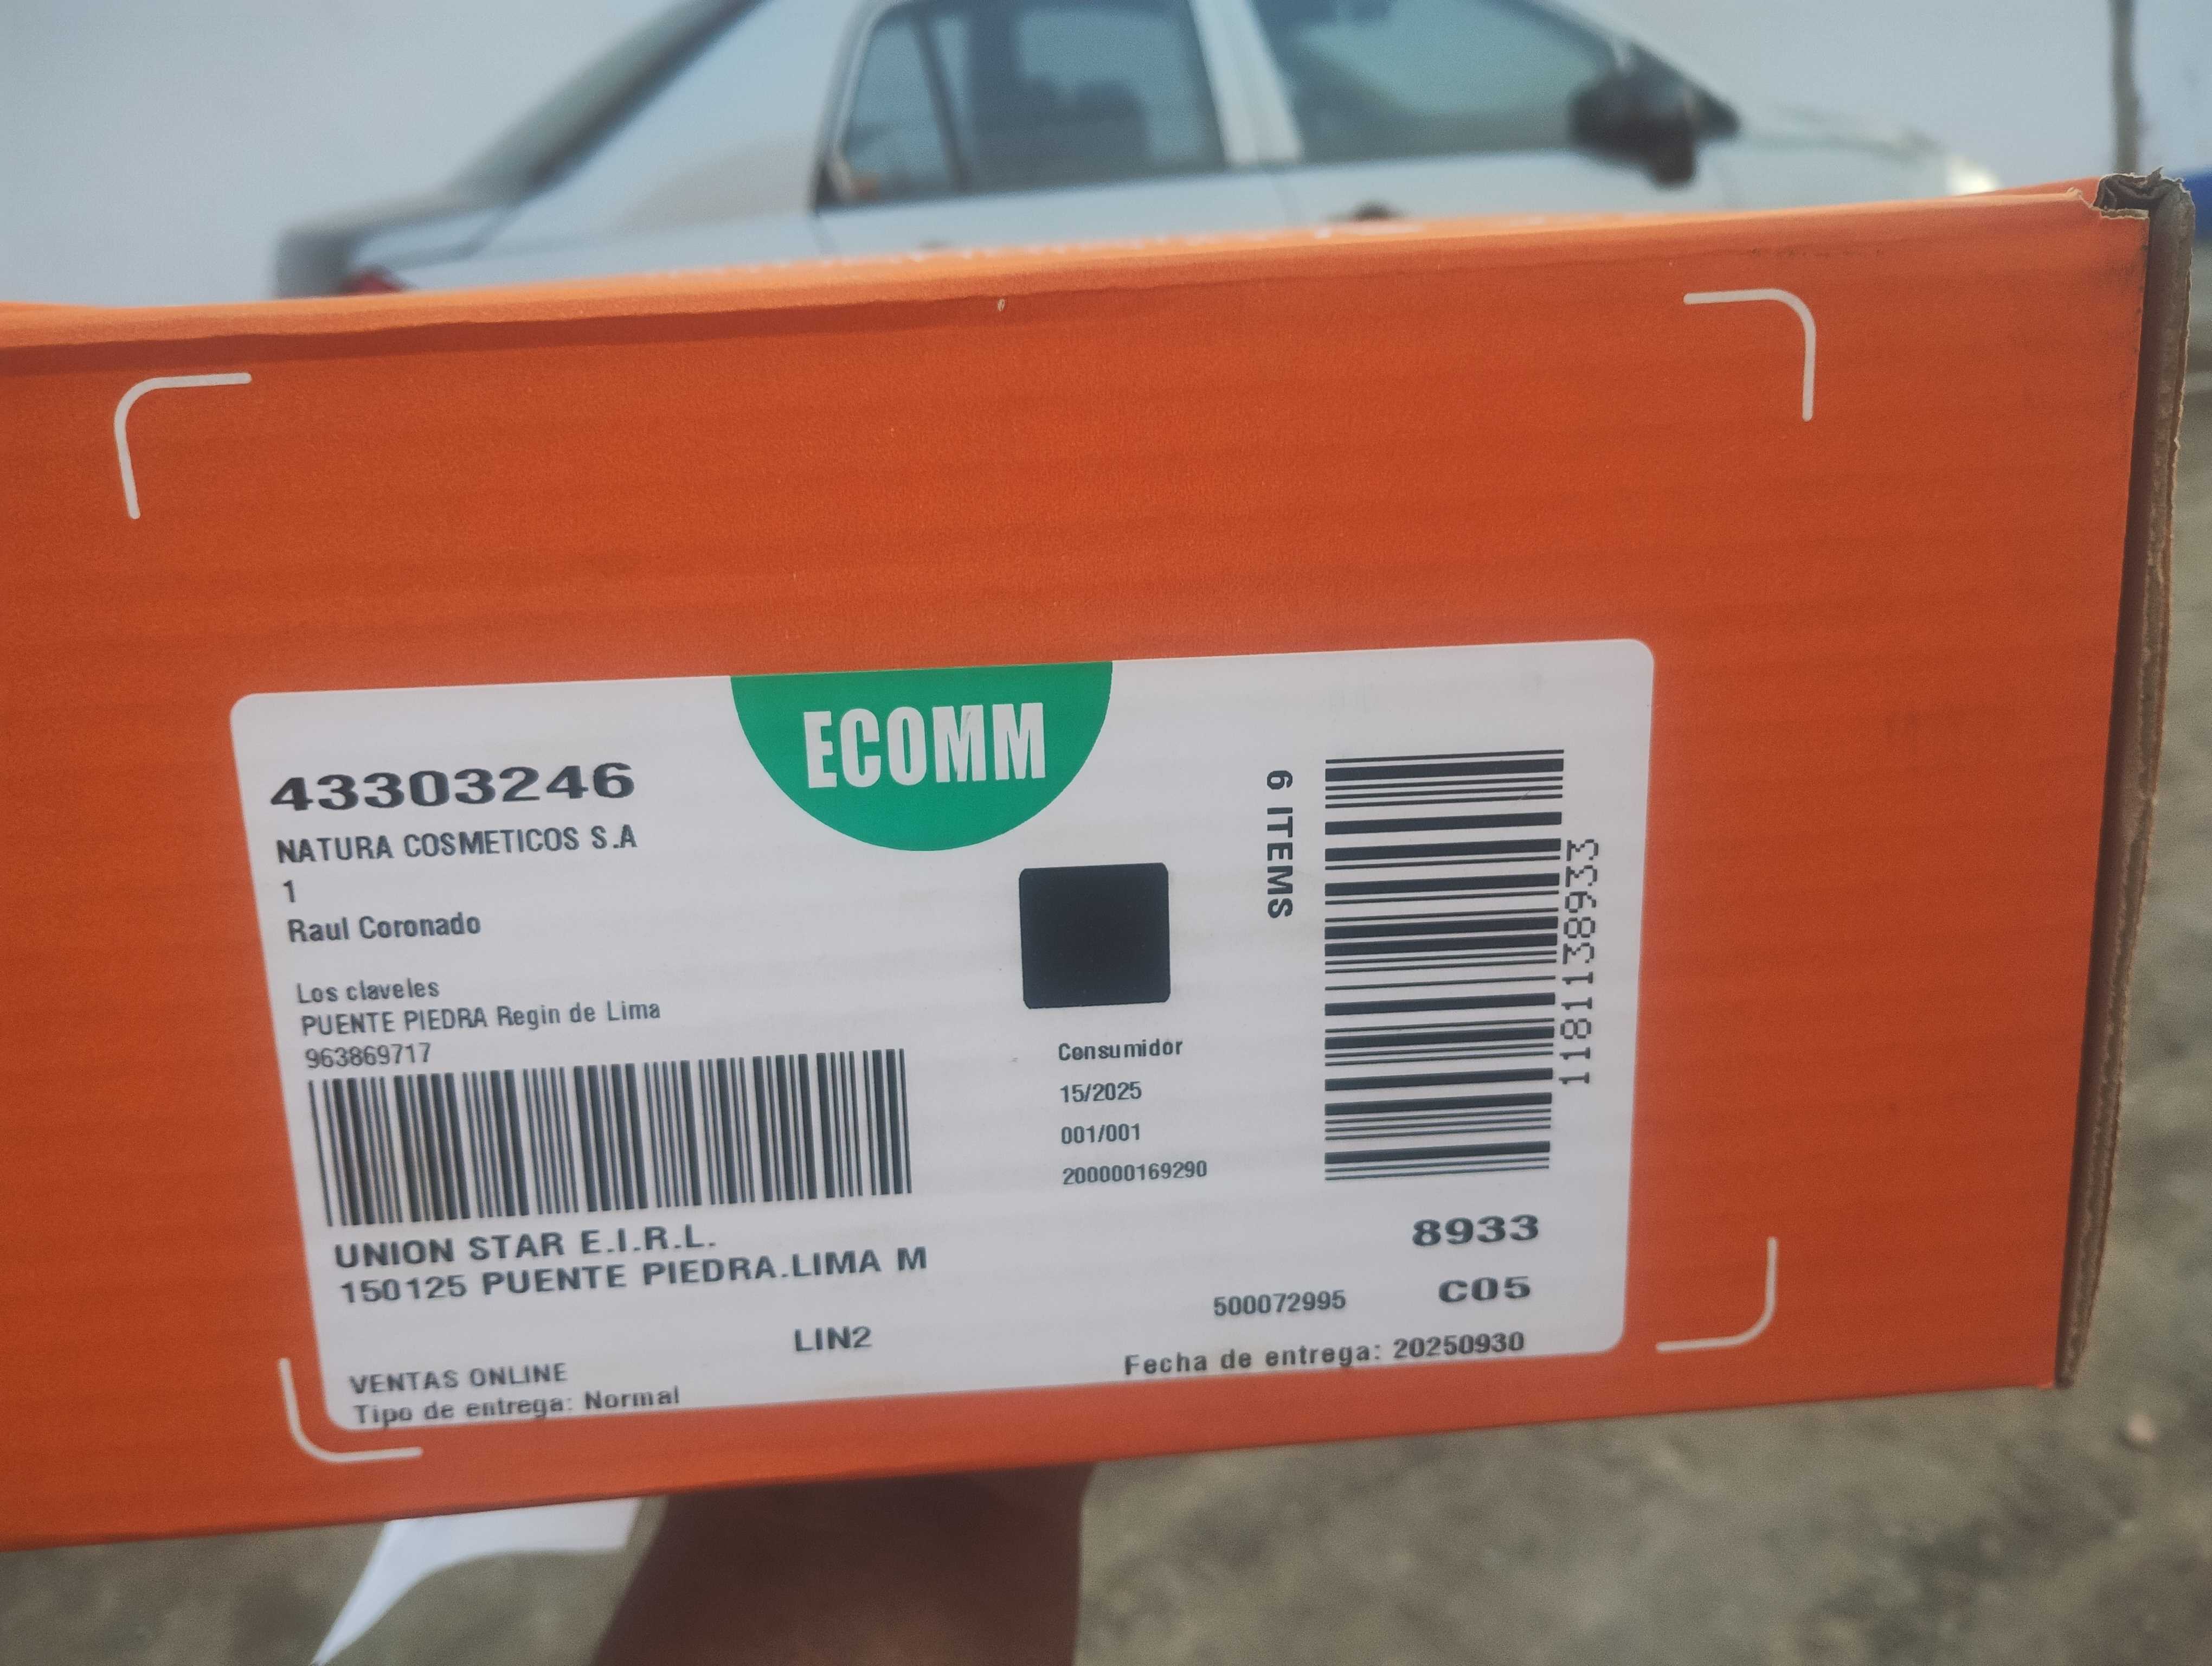 ECOMM
43303246
NATURA COSMETICOS S.A
1
Raul Coronado
Los claveles
PUENTE PIEDRA Regin de Lima
963869717
UNION STAR E.I.R.L.
150125 PUENTE PIEDRA.LIMA M
LIN2
VENTAS ONLINE
Tipo de entrega: Normal
Consumidor
15/2025
001/001
200000169290
6 ITEMS
1181138933
8933
500072995
C05
Fecha de entrega: 20250930